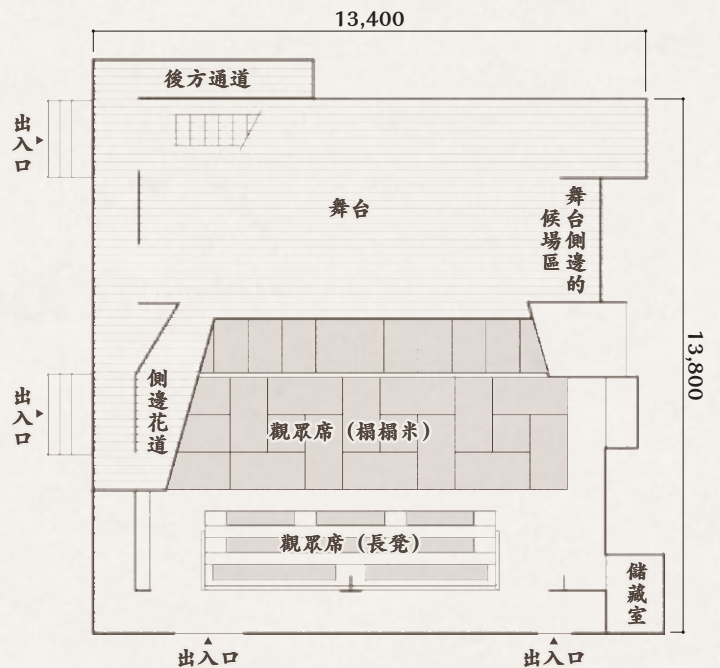 13,400
後方通道
出入口
舞台
舞台側邊的
候場區
13,800
側邊花道
出入口
觀眾席（榻榻米）
觀眾席（長凳）
儲藏室
出入口
出入口